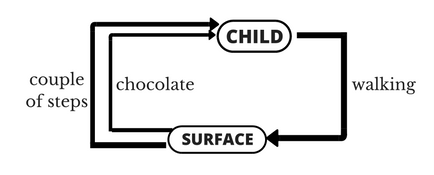 CHILD
couple
of steps
chocolate
walking
SURFACE